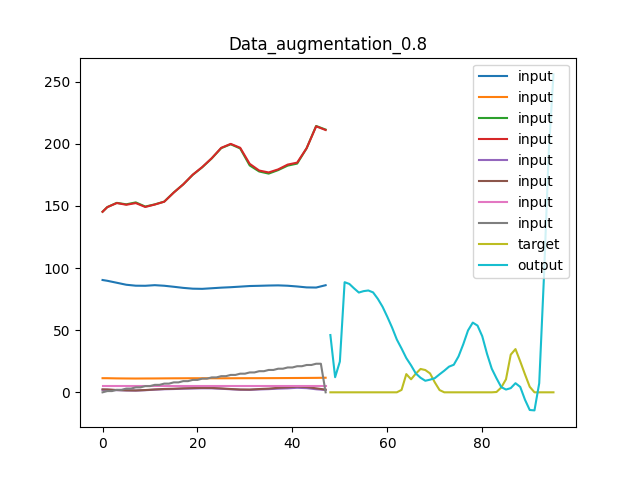 Data_augmentation_0.8
input
input
input
input
input
input
input
input
target
output
250
200
150
100
50
0
0 20 40 60 80